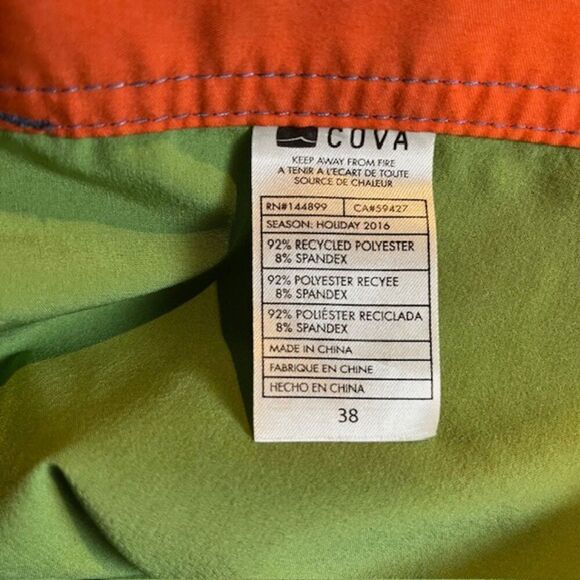 COVA
KEEP AWAY FROM FIRE
A TENIR A L'ECART DE TOUTE
SOURCE DE CHALEUR
RN#144899 CA#59427
SEASON: HOLIDAY 2016
92% RECYCLED POLYESTER
8% SPANDEX
92% POLYESTER RECYEE
8% SPANDEX
92% POLIÉSTER RECICLADA
8% SPANDEX
MADE IN CHINA
FABRIQUE EN CHINE
HECHO EN CHINA
38